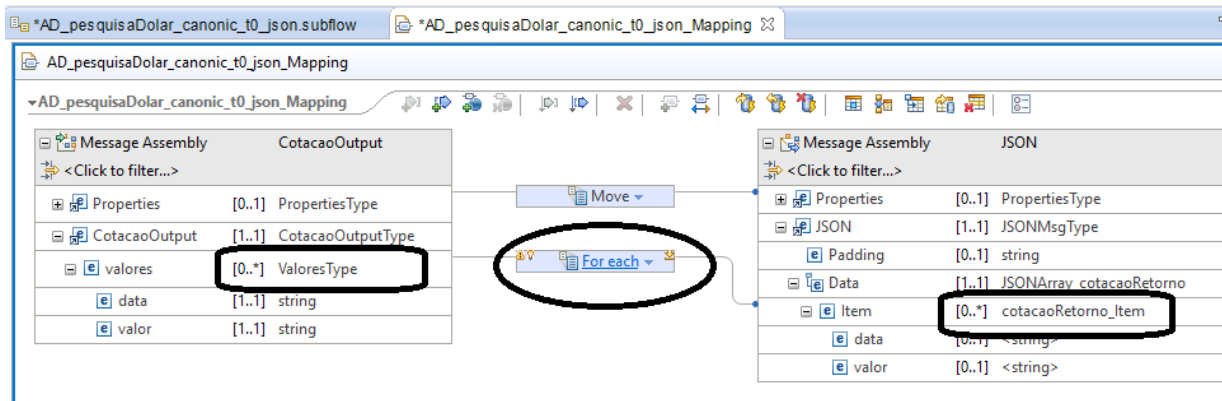 *AD_pesquisaDolar_canonic_t0_json.subflow *AD_pesquisaDolar_canonic_t0_json_Mapping
AD_pesquisaDolar_canonic_t0_json_Mapping
AD_pesquisaDolar_canonic_t0_json_Mapping
Message Assembly CotacaoOutput
<Click to filter...>
Properties [0..1] PropertiesType
CotacaoOutput [1..1] CotacaoOutputType
valores [0..*] ValoresType
data [1..1] string
valor [1..1] string
Move
For each
Message Assembly JSON
<Click to filter...>
Properties [0..1] PropertiesType
JSON [1..1] JSONMsgType
Padding [0..1] string
Data [1..1] JSONArray_cotacaoRetorno
Item [0..*] cotacaoRetorno_Item
data [0..1] <string>
valor [0..1] <string>